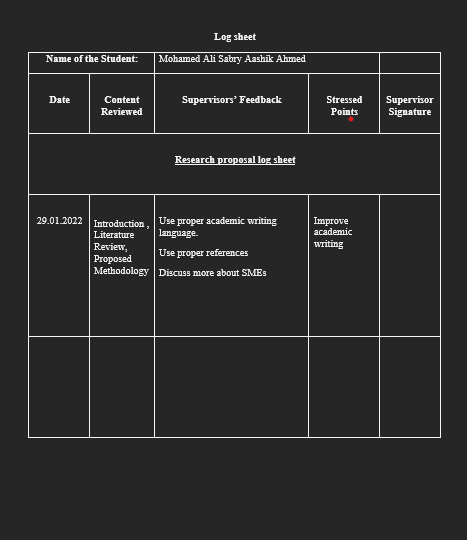 Log sheet
Name of the Student: Mohamed Ali Sabry Aashik Ahmed
Date Content Reviewed Supervisors' Feedback Stressed Points Supervisor Signature
Research proposal log sheet
29.01.2022
Introduction ,
Literature
Review,
Proposed
Methodology
Use proper academic writing
language.
Use proper references
Discuss more about SMEs
Improve
academic
writing